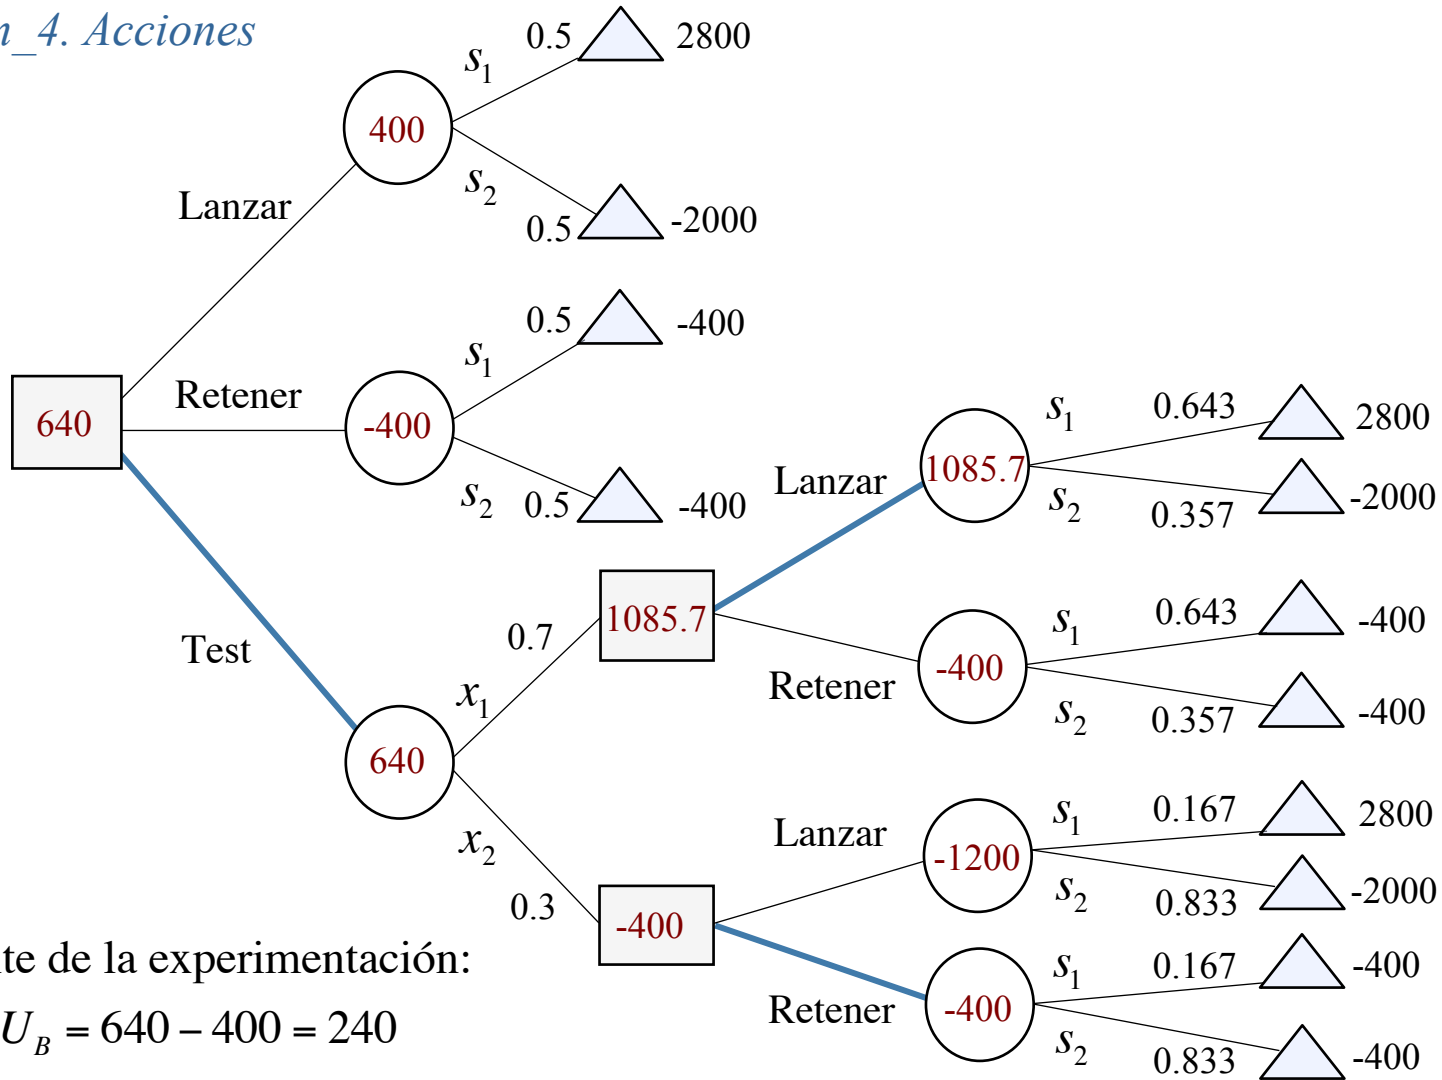 4. Acciones
s1 0.5 2800
400
s2 0.5 -2000
Lanzar
s1 0.5 -400
Retener
640 -400
s2 0.5 -400
Test
Lanzar 1085.7
s1 0.643 2800
s2 0.357 -2000
0.7 1085.7
Retener -400
s1 0.643 -400
s2 0.357 -400
x1
640
x2
0.3 -400
Lanzar -1200
s1 0.167 2800
s2 0.833 -2000
Retener -400
s1 0.167 -400
s2 0.833 -400
de la experimentación:
U_B = 640 – 400 = 240